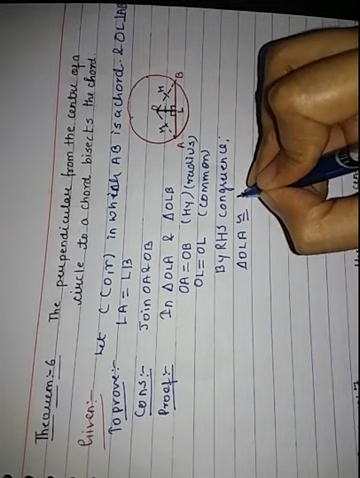 Theorem:-6 The perpendicular from the centre of a
circle to a chord bisects the chord.
Given:- Let C(O,r) in which AB is a chord & OL⊥AB
To prove:- LA = LB
Cons:- Join OA & OB
Proof:- In ΔOLA & ΔOLB
OA = OB (Hy) (radius)
OL = OL (common)
By RHS congruence,
ΔOLA ≅
A
L
B